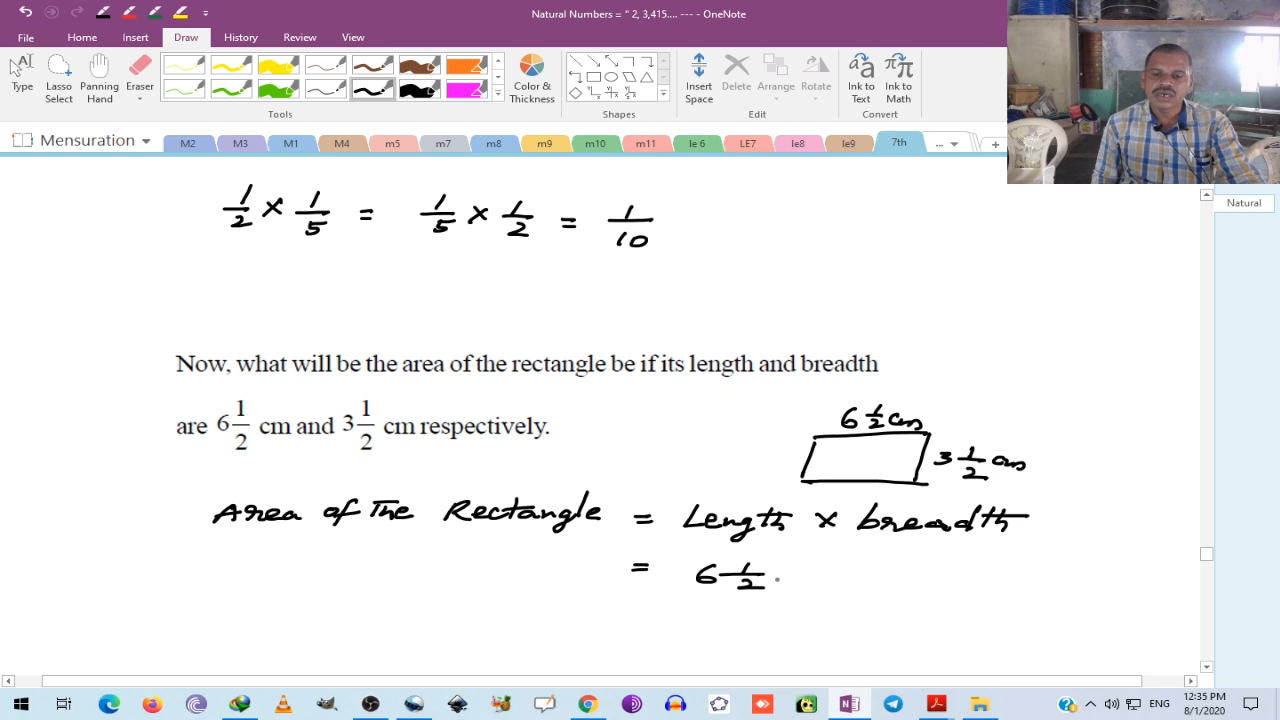 Natural Numbers = " 2, 3,415.... --- - OneNote
File Home Insert Draw History Review View
Type Lasso Select Panning Hand Eraser Color & Thickness Insert Space Delete Arrange Rotate Ink to Text Ink to Math
Tools Shapes Edit Convert
Mensuration M2 M3 M1 M4 m5 m7 m8 m9 m10 m11 le 6 LE7 le8 le9 7th ...
Natural
1/2 × 1/5 = 1/5 × 1/2 = 1/10
Now, what will be the area of the rectangle be if its length and breadth
are 6 1/2 cm and 3 1/2 cm respectively.
6 1/2 cm
3 1/2 cm
Area of The Rectangle = Length × breadth
= 6 1/2
ENG 12:35 PM
8/1/2020